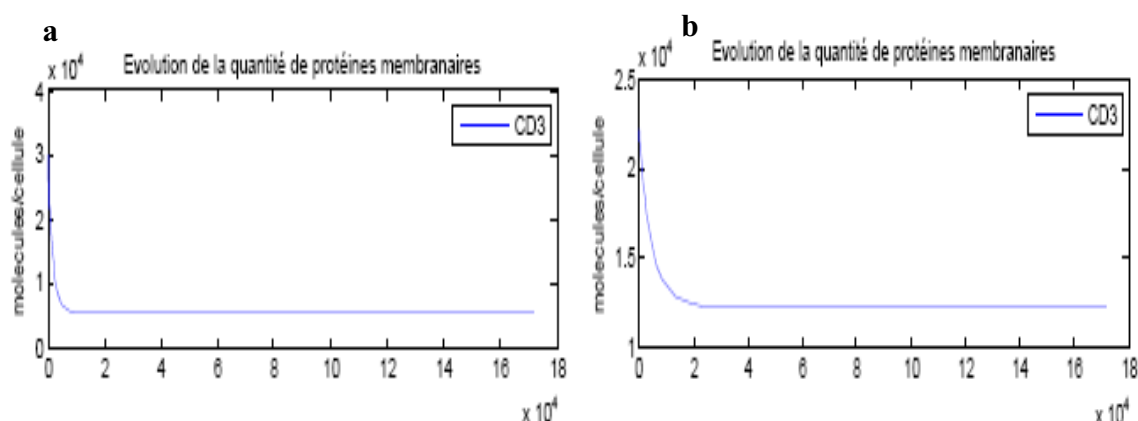 a
x 10^4
Evolution de la quantité de protéines membranaires
4
3
2
1
0
molecules/cellule
CD3
0 2 4 6 8 10 12 14 16 18
x 10^4
b
x 10^4
Evolution de la quantité de protéines membranaires
2.5
2
1.5
1
molecules/cellule
CD3
0 2 4 6 8 10 12 14 16 18
x 10^4